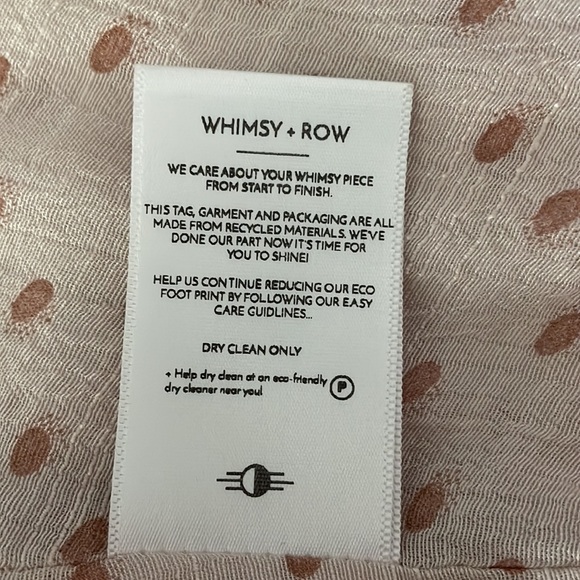 WHIMSY + ROW
WE CARE ABOUT YOUR WHIMSY PIECE
FROM START TO FINISH.
THIS TAG, GARMENT AND PACKAGING ARE ALL
MADE FROM RECYCLED MATERIALS. WE'VE
DONE OUR PART NOW IT'S TIME FOR
YOU TO SHINE!
HELP US CONTINUE REDUCING OUR ECO
FOOT PRINT BY FOLLOWING OUR EASY
CARE GUIDLINES...
DRY CLEAN ONLY
+ Help dry clean at an eco-friendly
dry cleaner near you!
P